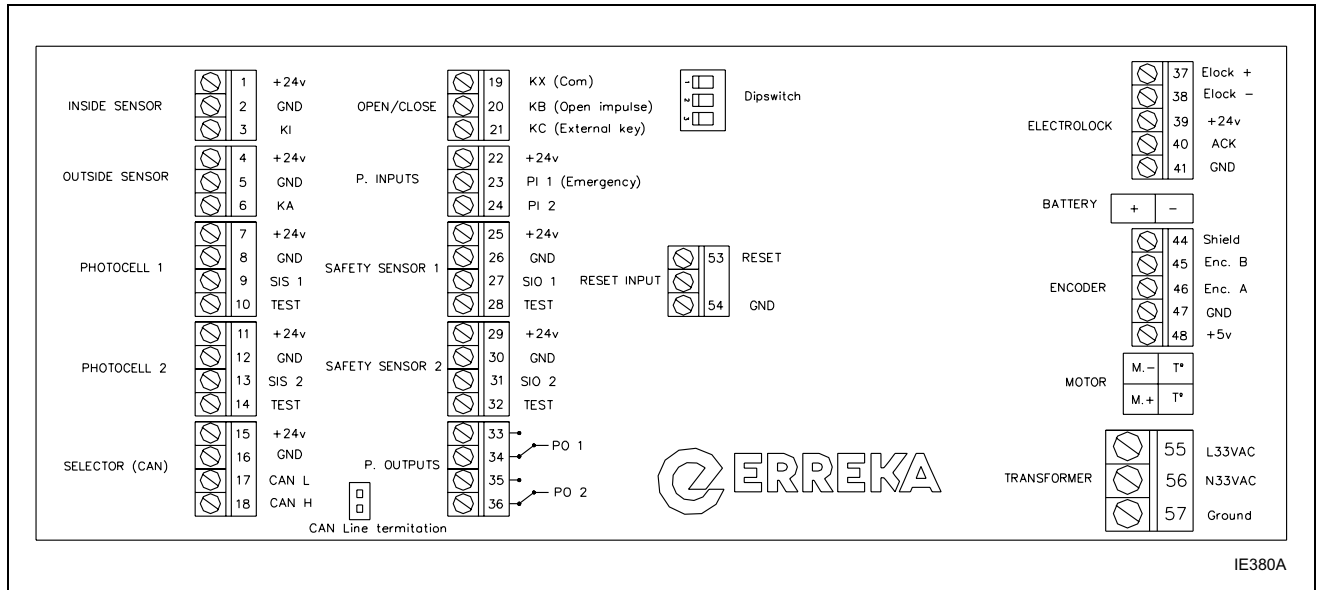 INSIDE SENSOR
1 +24v
2 GND
3 KI
OUTSIDE SENSOR
4 +24v
5 GND
6 KA
PHOTOCELL 1
7 +24v
8 GND
9 SIS 1
10 TEST
PHOTOCELL 2
11 +24v
12 GND
13 SIS 2
14 TEST
SELECTOR (CAN)
15 +24v
16 GND
17 CAN L
18 CAN H
CAN Line termitation
OPEN/CLOSE
19 KX (Com)
20 KB (Open impulse)
21 KC (External key)
P. INPUTS
22 +24v
23 PI 1 (Emergency)
24 PI 2
SAFETY SENSOR 1
25 +24v
26 GND
27 SIO 1
28 TEST
SAFETY SENSOR 2
29 +24v
30 GND
31 SIO 2
32 TEST
P. OUTPUTS
33
34 PO 1
35
36 PO 2
1
2
3
Dipswitch
RESET INPUT
53 RESET
54 GND
ERREKA
ELECTROLOCK
37 Elock +
38 Elock -
39 +24v
40 ACK
41 GND
BATTERY
+ -
ENCODER
44 Shield
45 Enc. B
46 Enc. A
47 GND
48 +5v
MOTOR
M.- Tº
M.+ Tº
TRANSFORMER
55 L33VAC
56 N33VAC
57 Ground
IE380A